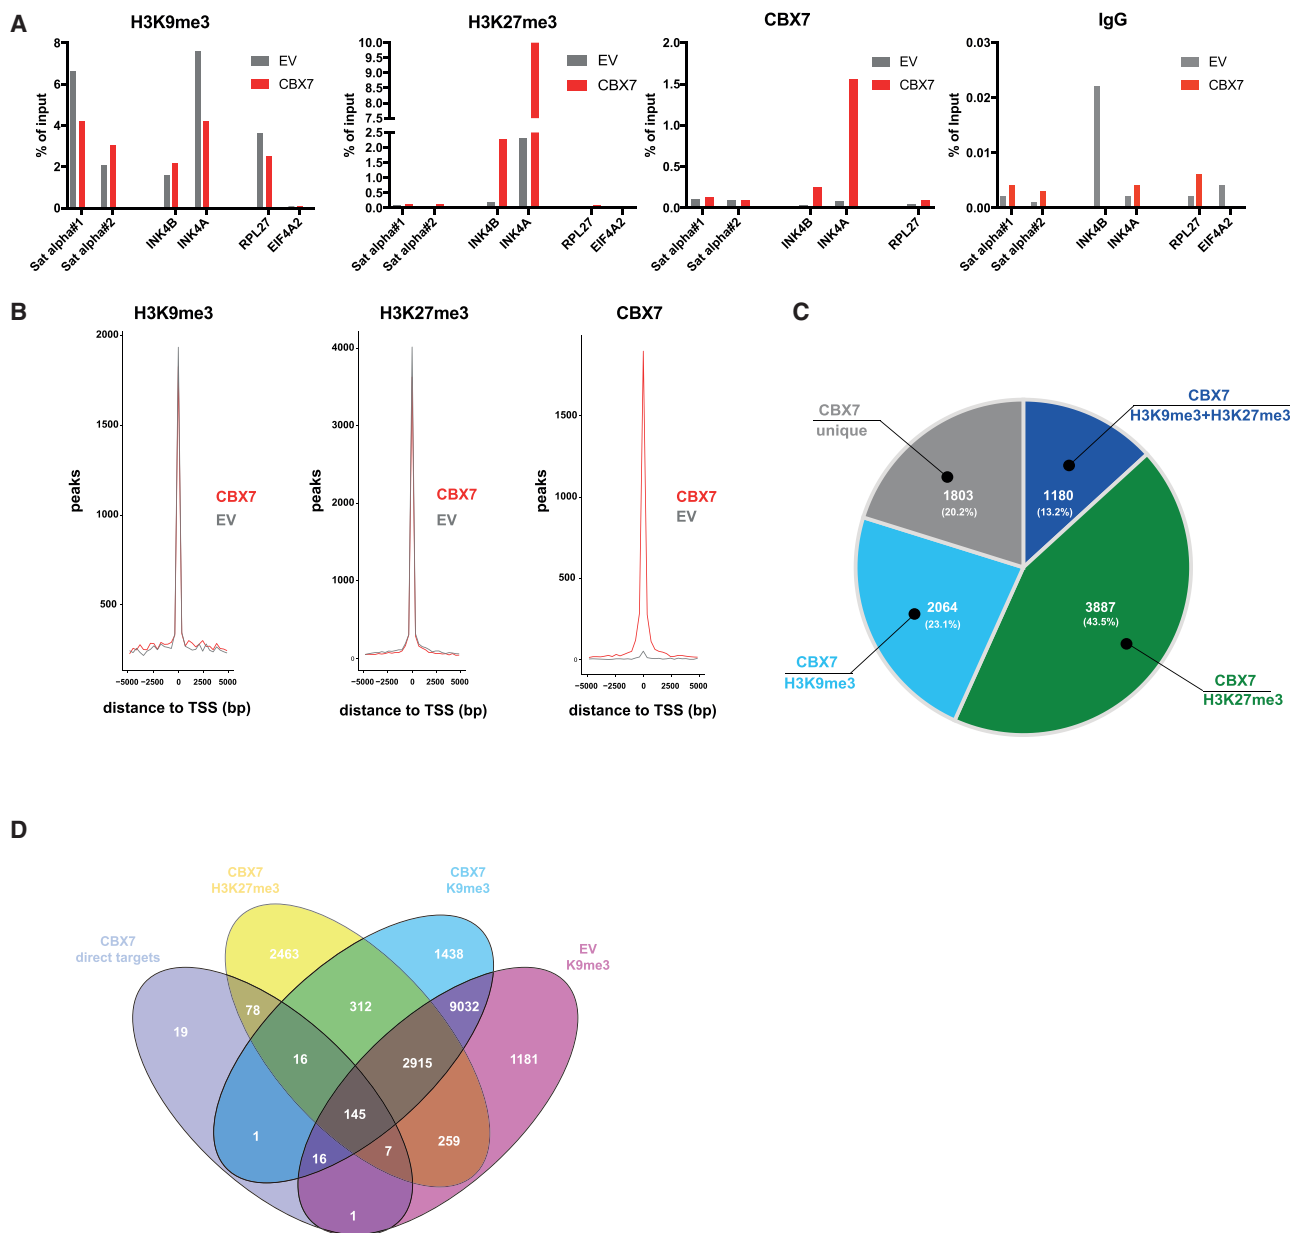 A
H3K9me3
% of input
8
6
4
2
0
EV
CBX7
Sat alpha#1
Sat alpha#2
INK4B
INK4A
RPL27
EIF4A2
H3K27me3
% of input
10.0
9.5
9.0
8.5
8.0
7.5
2.5
2.0
1.5
1.0
0.5
0.0
EV
CBX7
Sat alpha#1
Sat alpha#2
INK4B
INK4A
RPL27
EIF4A2
CBX7
% of input
2.0
1.5
1.0
0.5
0.0
EV
CBX7
Sat alpha#1
Sat alpha#2
INK4B
INK4A
RPL27
IgG
% of input
0.03
0.02
0.01
0.00
EV
CBX7
Sat alpha#1
Sat alpha#2
INK4B
INK4A
RPL27
EIF4A2
B
H3K9me3
peaks
2000
1500
1000
500
CBX7
EV
−5000 −2500 0 2500 5000
distance to TSS (bp)
H3K27me3
peaks
4000
3000
2000
1000
0
CBX7
EV
−5000 −2500 0 2500 5000
distance to TSS (bp)
CBX7
peaks
1500
1000
500
0
CBX7
EV
−5000 −2500 0 2500 5000
distance to TSS (bp)
C
CBX7
unique
1803
(20.2%)
CBX7
H3K9me3+H3K27me3
1180
(13.2%)
2064
(23.1%)
CBX7
H3K9me3
3887
(43.5%)
CBX7
H3K27me3
D
CBX7
H3K27me3
CBX7
K9me3
CBX7
direct targets
EV
K9me3
2463
1438
78
312
9032
19
16
2915
1181
145
1
16
7
259
1